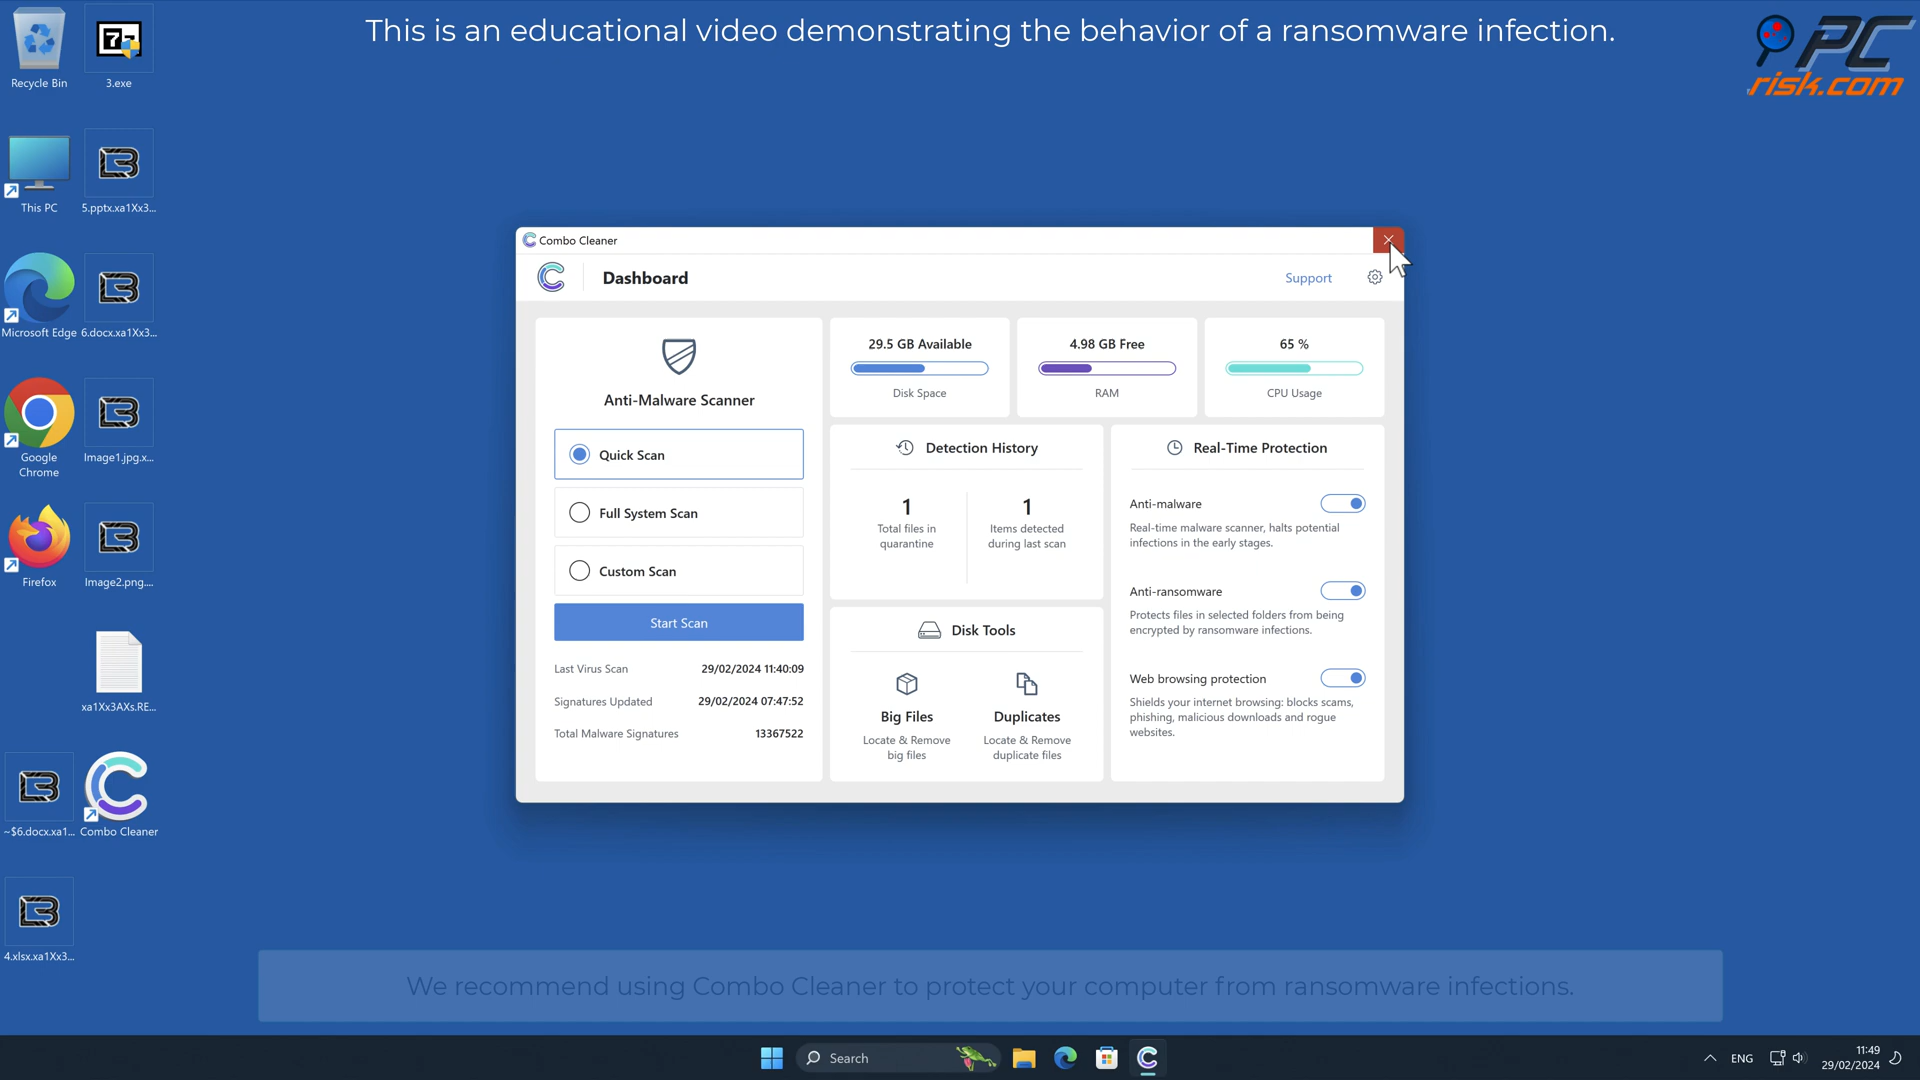 This is an educational video demonstrating the behavior of a ransomware infection.
PC
risk.com
Recycle Bin
3.exe
This PC
5.pptx.xa1Xx3...
Microsoft Edge
6.docx.xa1Xx3...
Google
Chrome
Image1.jpg.x...
Firefox
Image2.png....
xa1Xx3AXs.RE...
~$6.docx.xa1...
Combo Cleaner
4.xlsx.xa1Xx3...
Combo Cleaner
Dashboard
Support
Anti-Malware Scanner
Quick Scan
Full System Scan
Custom Scan
Start Scan
Last Virus Scan 29/02/2024 11:40:09
Signatures Updated 29/02/2024 07:47:52
Total Malware Signatures 13367522
29.5 GB Available
Disk Space
4.98 GB Free
RAM
65 %
CPU Usage
Detection History
1
Total files in
quarantine
1
Items detected
during last scan
Disk Tools
Big Files
Locate & Remove
big files
Duplicates
Locate & Remove
duplicate files
Real-Time Protection
Anti-malware
Real-time malware scanner, halts potential
infections in the early stages.
Anti-ransomware
Protects files in selected folders from being
encrypted by ransomware infections.
Web browsing protection
Shields your internet browsing: blocks scams,
phishing, malicious downloads and rogue
websites.
We recommend using Combo Cleaner to protect your computer from ransomware infections.
Search
ENG
11:49
29/02/2024